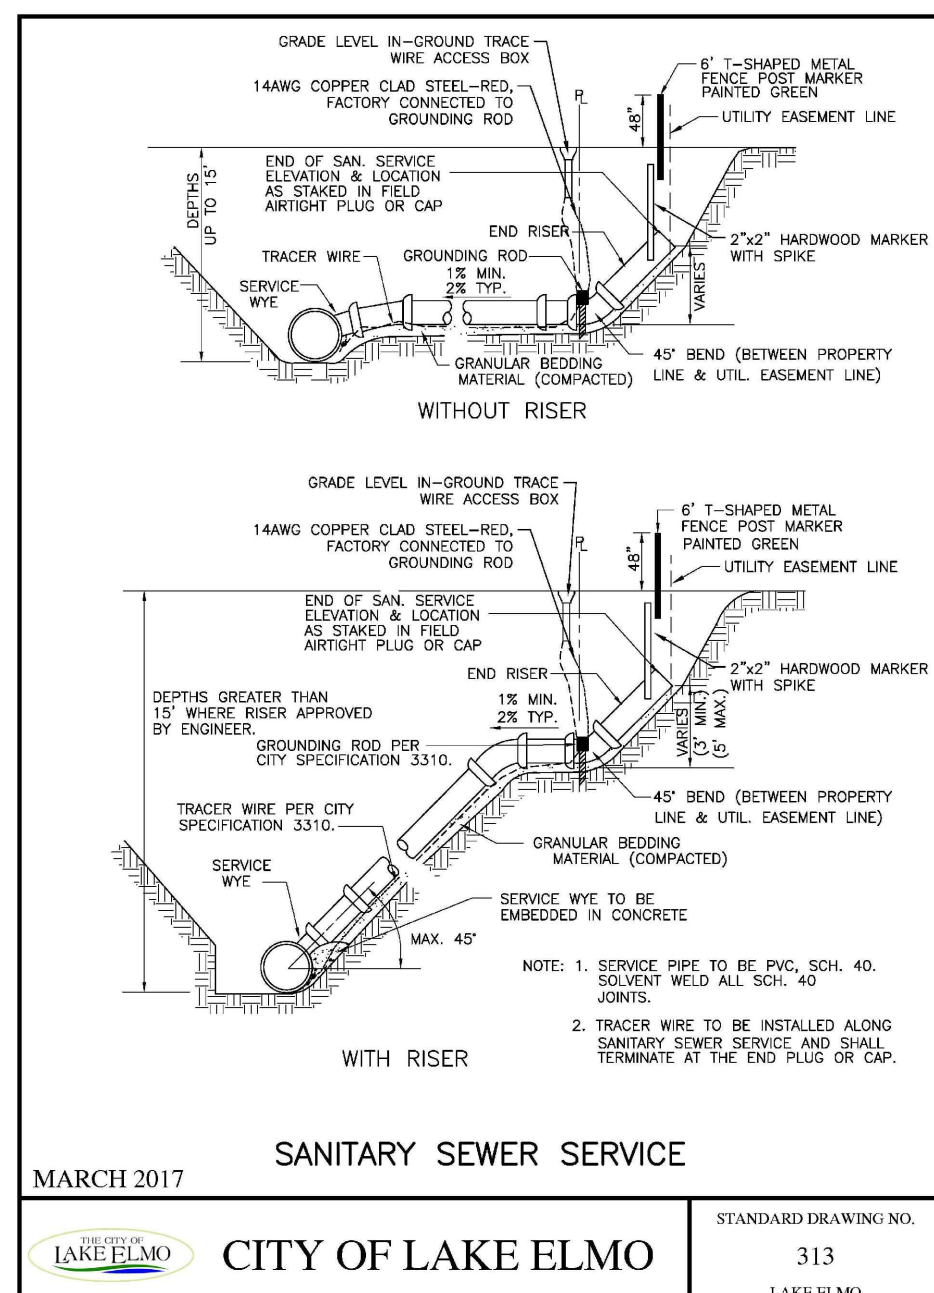 GRADE LEVEL IN-GROUND TRACE
WIRE ACCESS BOX
14AWG COPPER CLAD STEEL-RED,
FACTORY CONNECTED TO
GROUNDING ROD
PL
48"
6' T-SHAPED METAL
FENCE POST MARKER
PAINTED GREEN
UTILITY EASEMENT LINE
DEPTHS
UP TO 15'
END OF SAN. SERVICE
ELEVATION & LOCATION
AS STAKED IN FIELD
AIRTIGHT PLUG OR CAP
END RISER
2"x2" HARDWOOD MARKER
WITH SPIKE
TRACER WIRE
GROUNDING ROD
1% MIN.
2% TYP.
SERVICE
WYE
VARIES
GRANULAR BEDDING
MATERIAL (COMPACTED)
45° BEND (BETWEEN PROPERTY
LINE & UTIL. EASEMENT LINE)
WITHOUT RISER
GRADE LEVEL IN-GROUND TRACE
WIRE ACCESS BOX
14AWG COPPER CLAD STEEL-RED,
FACTORY CONNECTED TO
GROUNDING ROD
PL
48"
6' T-SHAPED METAL
FENCE POST MARKER
PAINTED GREEN
UTILITY EASEMENT LINE
END OF SAN. SERVICE
ELEVATION & LOCATION
AS STAKED IN FIELD
AIRTIGHT PLUG OR CAP
END RISER
2"x2" HARDWOOD MARKER
WITH SPIKE
1% MIN.
2% TYP.
DEPTHS GREATER THAN
15' WHERE RISER APPROVED
BY ENGINEER.
VARIES
(3' MIN.)
(5' MAX.)
GROUNDING ROD PER
CITY SPECIFICATION 3310.
45° BEND (BETWEEN PROPERTY
LINE & UTIL. EASEMENT LINE)
TRACER WIRE PER CITY
SPECIFICATION 3310.
GRANULAR BEDDING
MATERIAL (COMPACTED)
SERVICE
WYE
SERVICE WYE TO BE
EMBEDDED IN CONCRETE
MAX. 45°
NOTE: 1. SERVICE PIPE TO BE PVC, SCH. 40.
SOLVENT WELD ALL SCH. 40
JOINTS.
2. TRACER WIRE TO BE INSTALLED ALONG
SANITARY SEWER SERVICE AND SHALL
TERMINATE AT THE END PLUG OR CAP.
WITH RISER
SANITARY SEWER SERVICE
MARCH 2017
THE CITY OF
LAKE ELMO
CITY OF LAKE ELMO
STANDARD DRAWING NO.
313
LAKE ELMO